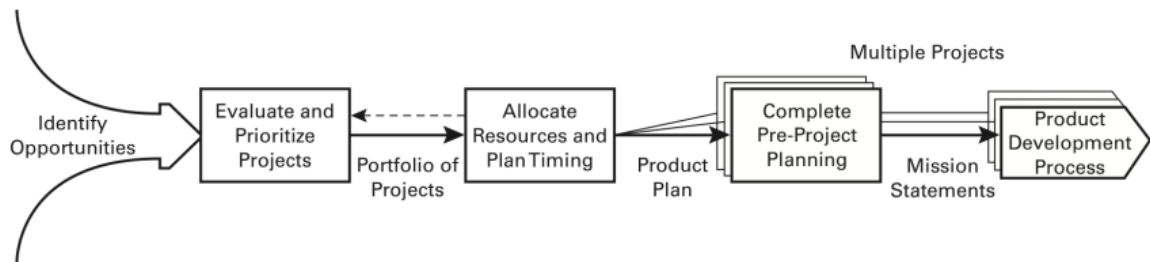 Identify
Opportunities
Evaluate and
Prioritize
Projects
Portfolio of
Projects
Allocate
Resources and
Plan Timing
Product
Plan
Multiple Projects
Complete
Pre-Project
Planning
Mission
Statements
Product
Development
Process